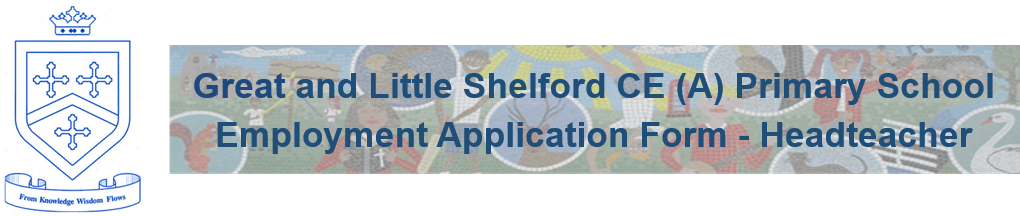 Great and Little Shelford CE (A) Primary School
Employment Application Form - Headteacher
From Knowledge Wisdom Flows